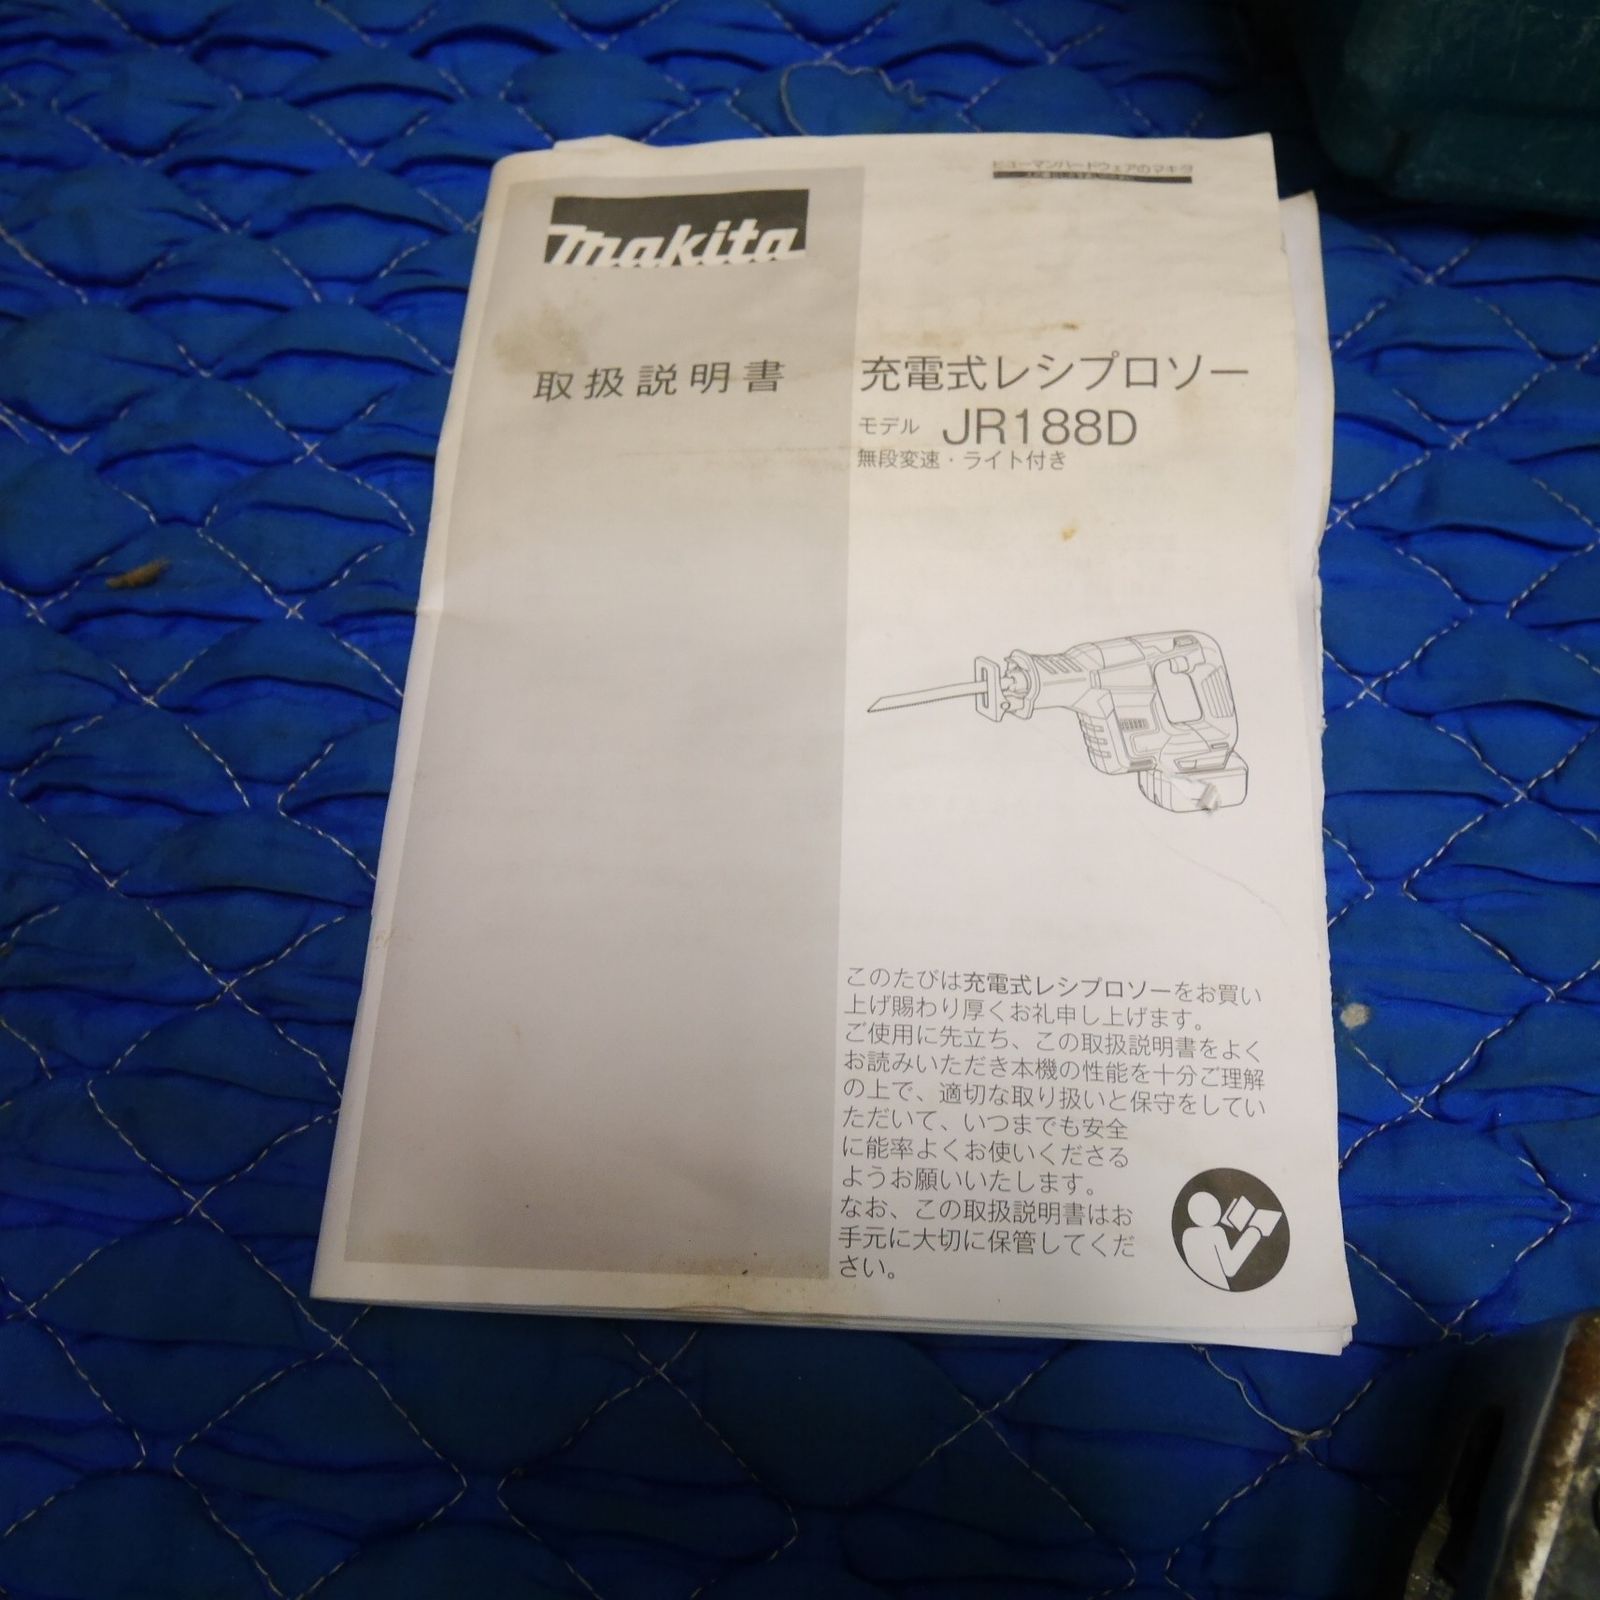 ヒューマンハードウェアのマキタ
makita
取扱説明書
充電式レシプロソー
モデル JR188D
無段変速・ライト付き
このたびは充電式レシプロソーをお買い
上げ賜わり厚くお礼申し上げます。
ご使用に先立ち、この取扱説明書をよく
お読みいただき本機の性能を十分ご理解
の上で、適切な取り扱いと保守をしてい
ただいて、いつまでも安全
に能率よくお使いくださる
ようお願いいたします。
なお、この取扱説明書はお
手元に大切に保管してくだ
さい。